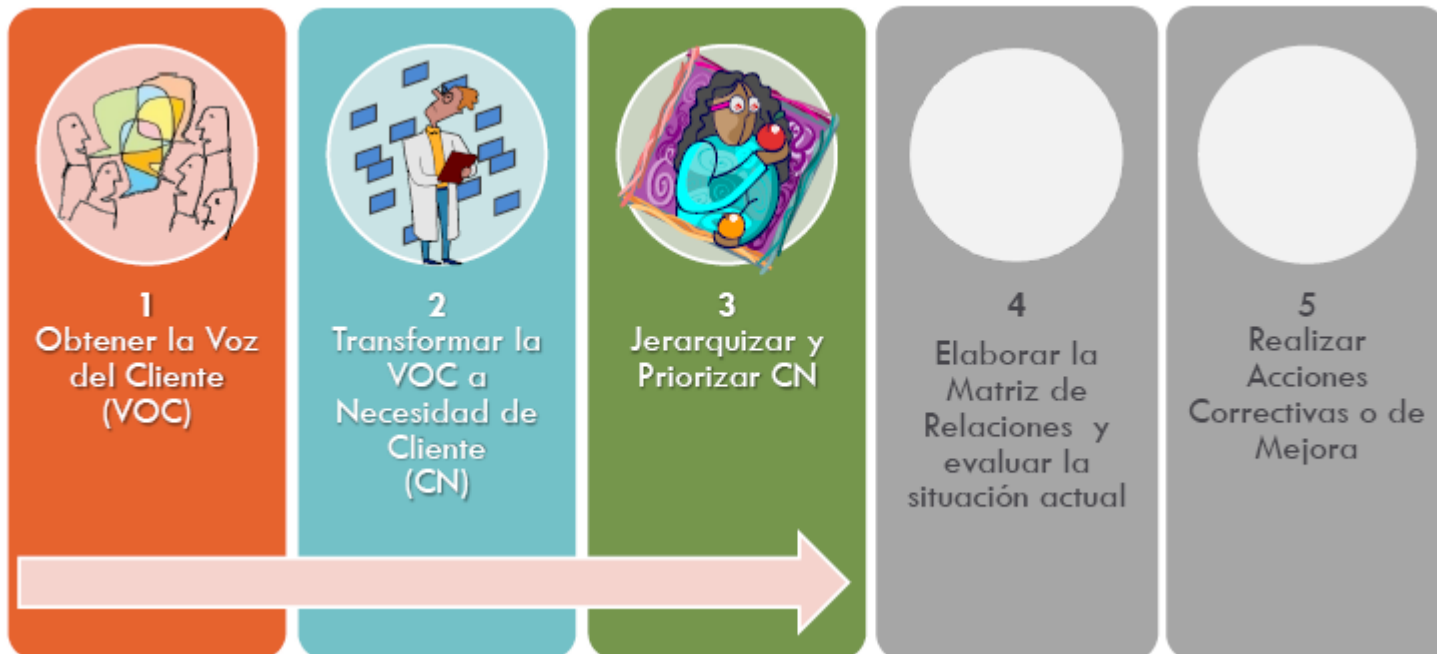 1
Obtener la Voz
del Cliente
(VOC)
2
Transformar la
VOC a
Necesidad de
Cliente
(CN)
3
Jerarquizar y
Priorizar CN
4
Elaborar la
Matriz de
Relaciones y
evaluar la
situación actual
5
Realizar
Acciones
Correctivas o de
Mejora